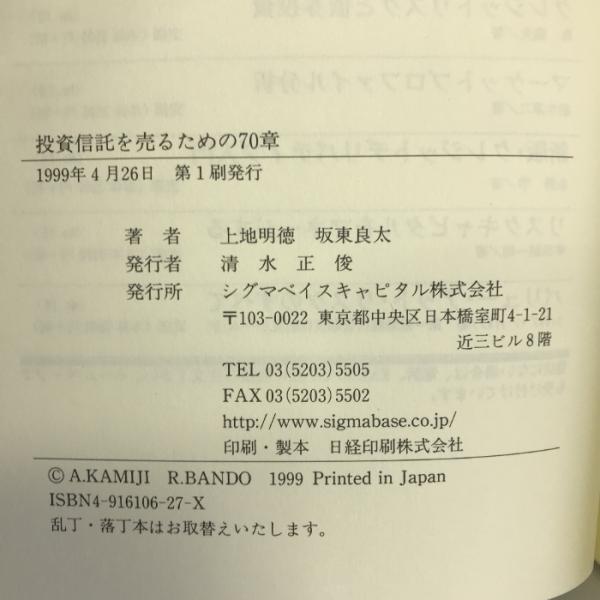 投資信託を売るための70章
1999年4月26日 第1刷発行
著者 上地明徳 坂東良太
発行者 清水正俊
発行所 シグマベイスキャピタル株式会社
〒103-0022 東京都中央区日本橋室町4-1-21
近三ビル8階
TEL 03(5203)5505
FAX 03(5203)5502
http://www.sigmabase.co.jp/
印刷・製本 日経印刷株式会社
© A.KAMIJI R.BANDO 1999 Printed in Japan
ISBN4-916106-27-X
乱丁・落丁本はお取替えいたします。